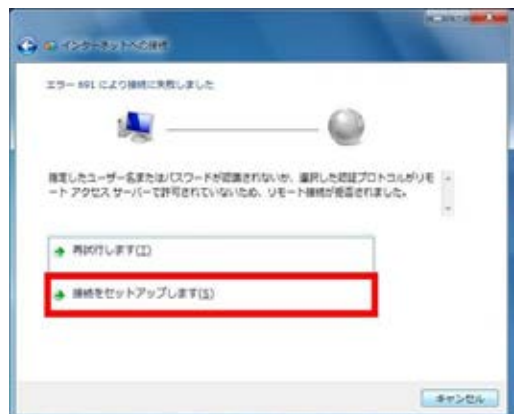 インターネットへの接続
エラー 691 により接続に失敗しました
指定したユーザー名またはパスワードが認識されないか、選択した認証プロトコルがリモ
ート アクセス サーバーで許可されていないため、リモート接続が拒否されました。
再試行します(T)
接続をセットアップします(S)
キャンセル